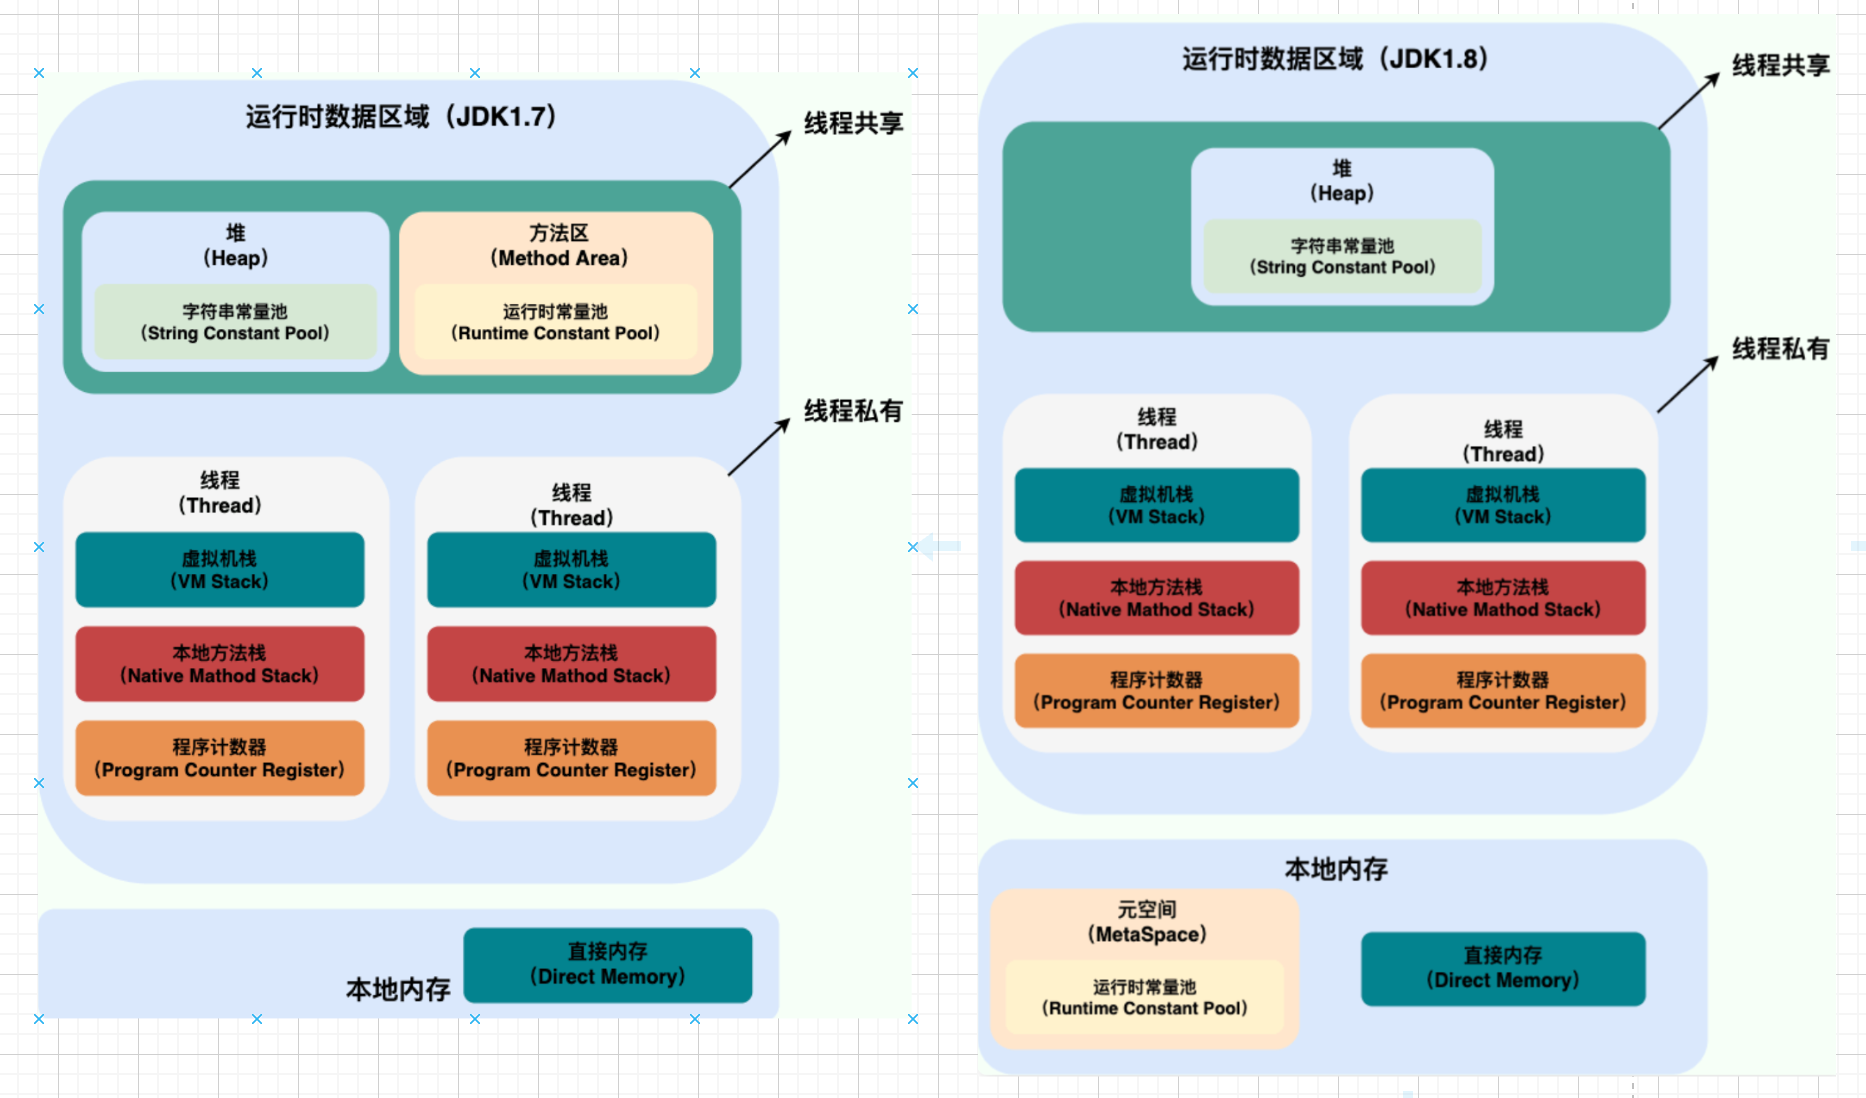 运行时数据区域（JDK1.7）
线程共享
堆
（Heap）
字符串常量池
（String Constant Pool）
方法区
（Method Area）
运行时常量池
（Runtime Constant Pool）
线程私有
线程
（Thread）
虚拟机栈
（VM Stack）
本地方法栈
（Native Mathod Stack）
程序计数器
（Program Counter Register）
线程
（Thread）
虚拟机栈
（VM Stack）
本地方法栈
（Native Mathod Stack）
程序计数器
（Program Counter Register）
本地内存
直接内存
（Direct Memory）
运行时数据区域（JDK1.8）
线程共享
堆
（Heap）
字符串常量池
（String Constant Pool）
线程私有
线程
（Thread）
虚拟机栈
（VM Stack）
本地方法栈
（Native Mathod Stack）
程序计数器
（Program Counter Register）
线程
（Thread）
虚拟机栈
（VM Stack）
本地方法栈
（Native Mathod Stack）
程序计数器
（Program Counter Register）
本地内存
元空间
（MetaSpace）
运行时常量池
（Runtime Constant Pool）
直接内存
（Direct Memory）